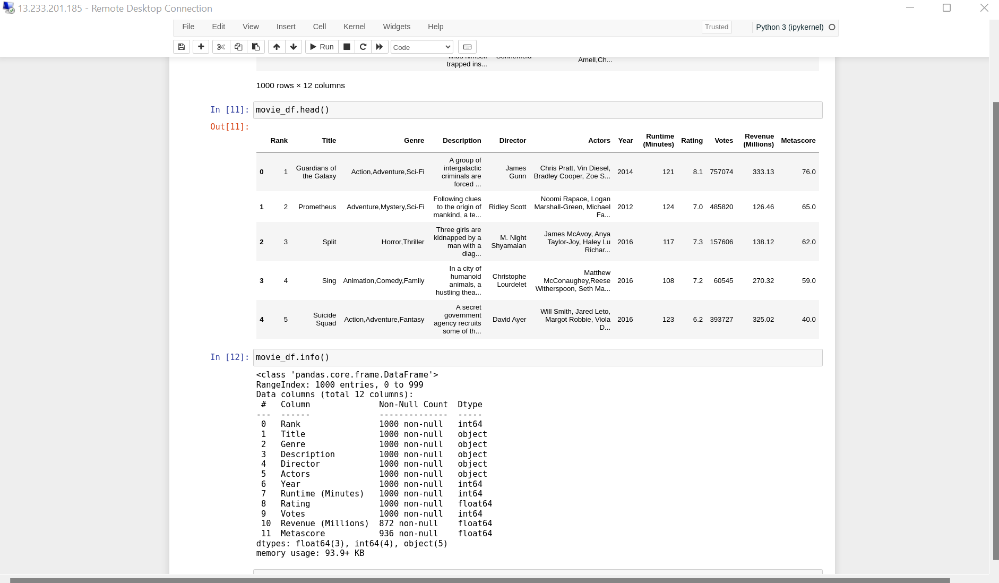 13.233.201.185 - Remote Desktop Connection
File Edit View Insert Cell Kernel Widgets Help Trusted Python 3 (ipykernel)
Run Code
finds himself Sonnenfeld
trapped ins... Amell,Ch...
1000 rows × 12 columns
In [11]: movie_df.head()
Out[11]:
Rank Title Genre Description Director Actors Year Runtime (Minutes) Rating Votes Revenue (Millions) Metascore
0 1 Guardians of the Galaxy Action,Adventure,Sci-Fi A group of intergalactic criminals are forced ... James Gunn Chris Pratt, Vin Diesel, Bradley Cooper, Zoe S... 2014 121 8.1 757074 333.13 76.0
1 2 Prometheus Adventure,Mystery,Sci-Fi Following clues to the origin of mankind, a te... Ridley Scott Noomi Rapace, Logan Marshall-Green, Michael Fa... 2012 124 7.0 485820 126.46 65.0
2 3 Split Horror,Thriller Three girls are kidnapped by a man with a diag... M. Night Shyamalan James McAvoy, Anya Taylor-Joy, Haley Lu Richar... 2016 117 7.3 157606 138.12 62.0
3 4 Sing Animation,Comedy,Family In a city of humanoid animals, a hustling thea... Christophe Lourdelet Matthew McConaughey,Reese Witherspoon, Seth Ma... 2016 108 7.2 60545 270.32 59.0
4 5 Suicide Squad Action,Adventure,Fantasy A secret government agency recruits some of th... David Ayer Will Smith, Jared Leto, Margot Robbie, Viola D... 2016 123 6.2 393727 325.02 40.0
In [12]: movie_df.info()
<class 'pandas.core.frame.DataFrame'>
RangeIndex: 1000 entries, 0 to 999
Data columns (total 12 columns):
 #   Column              Non-Null Count  Dtype
---  ------              --------------  -----
 0   Rank                1000 non-null   int64
 1   Title               1000 non-null   object
 2   Genre               1000 non-null   object
 3   Description         1000 non-null   object
 4   Director            1000 non-null   object
 5   Actors              1000 non-null   object
 6   Year                1000 non-null   int64
 7   Runtime (Minutes)   1000 non-null   int64
 8   Rating              1000 non-null   float64
 9   Votes               1000 non-null   int64
 10  Revenue (Millions)  872 non-null    float64
 11  Metascore           936 non-null    float64
dtypes: float64(3), int64(4), object(5)
memory usage: 93.9+ KB